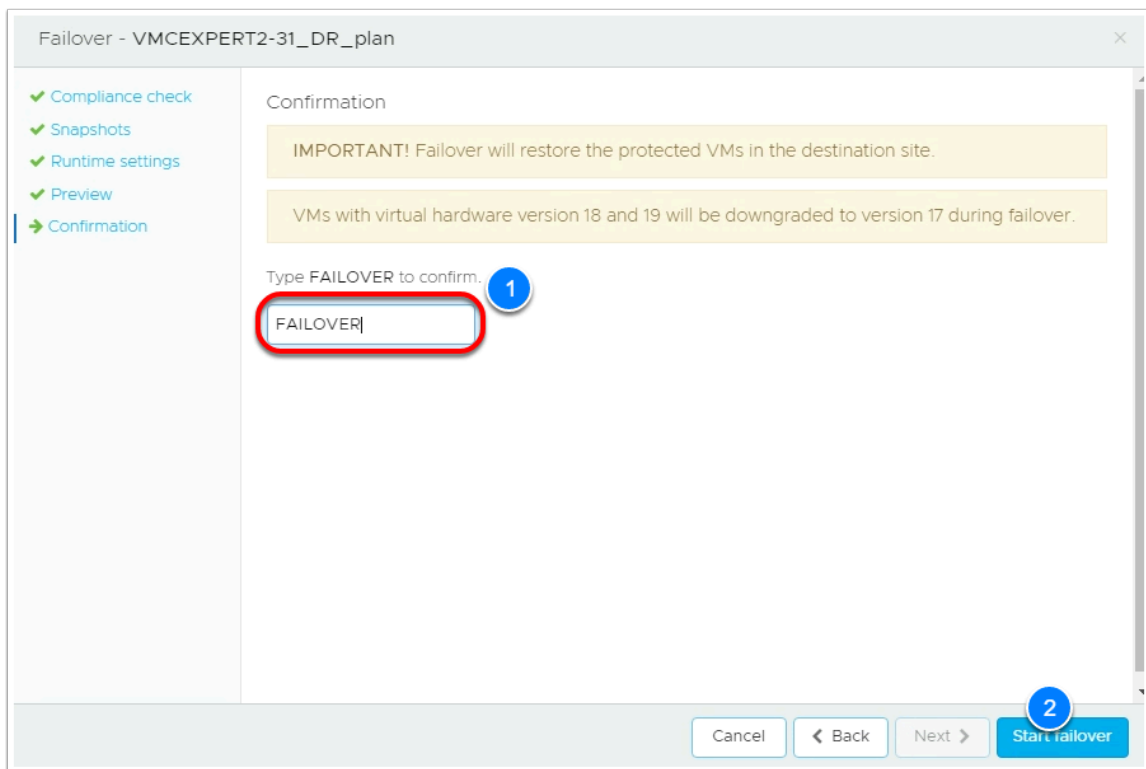 Failover - VMCEXPERT2-31_DR_plan
Compliance check
Snapshots
Runtime settings
Preview
Confirmation
Confirmation
IMPORTANT! Failover will restore the protected VMs in the destination site.
VMs with virtual hardware version 18 and 19 will be downgraded to version 17 during failover.
Type FAILOVER to confirm.
1
FAILOVER
2
Cancel
Back
Next
Start failover